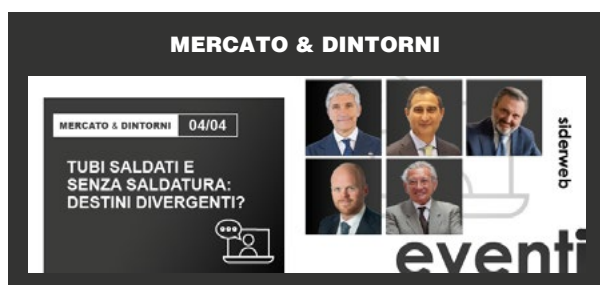 MERCATO & DINTORNI
MERCATO & DINTORNI 04/04
TUBI SALDATI E
SENZA SALDATURA:
DESTINI DIVERGENTI?
siderweb
eventi